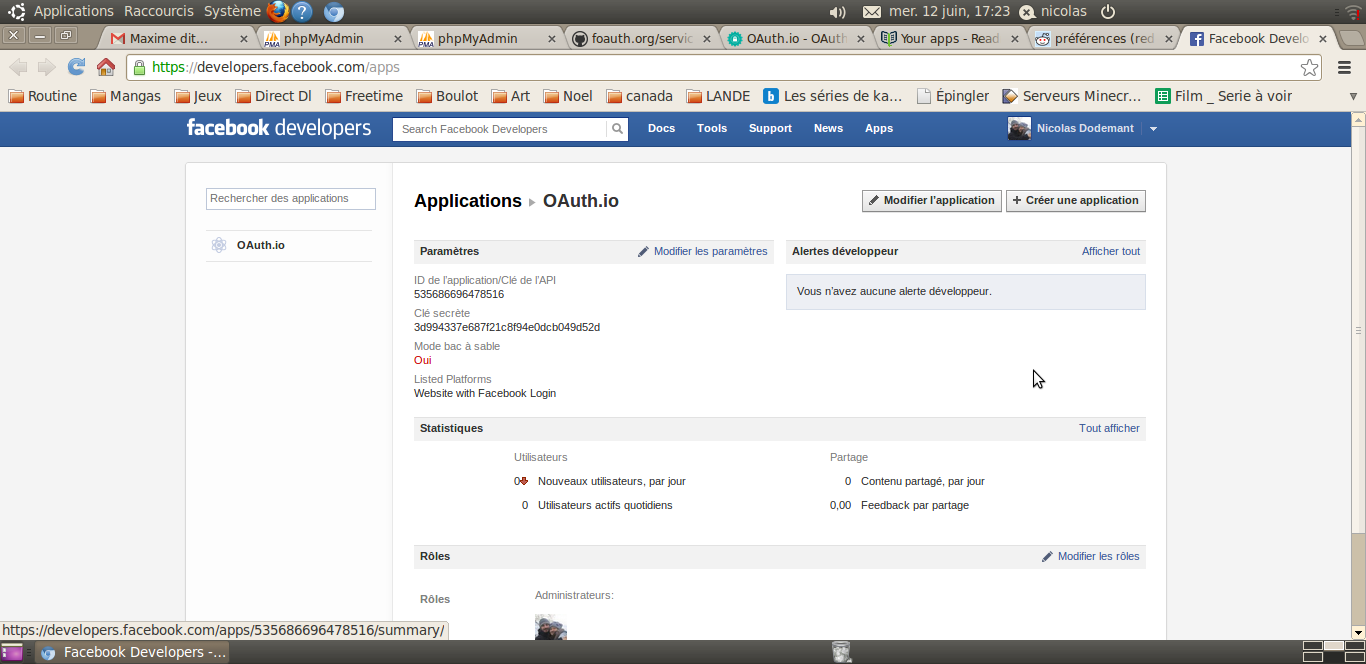 Applications Raccourcis Système mer. 12 juin, 17:23 nicolas
Maxime dit... phpMyAdmin phpMyAdmin foauth.org/servic OAuth.io - OAuth Your apps - Read préférences (red Facebook Develo
https://developers.facebook.com/apps
Routine Mangas Jeux Direct Dl Freetime Boulot Art Noel canada LANDE Les séries de ka... Épingler Serveurs Minecr... Film _ Serie à voir
facebook developers Search Facebook Developers Docs Tools Support News Apps Nicolas Dodemant
Rechercher des applications
OAuth.io
Applications OAuth.io Modifier l'application + Créer une application
Paramètres Modifier les paramètres
ID de l'application/Clé de l'API
535686696478516
Clé secrète
3d994337e687f21c8f94e0dcb049d52d
Mode bac à sable
Oui
Listed Platforms
Website with Facebook Login
Alertes développeur Afficher tout
Vous n'avez aucune alerte développeur.
Statistiques Tout afficher
Utilisateurs Partage
0 Nouveaux utilisateurs, par jour 0 Contenu partagé, par jour
0 Utilisateurs actifs quotidiens 0,00 Feedback par partage
Rôles Modifier les rôles
Rôles Administrateurs:
https://developers.facebook.com/apps/535686696478516/summary/
Facebook Developers -...